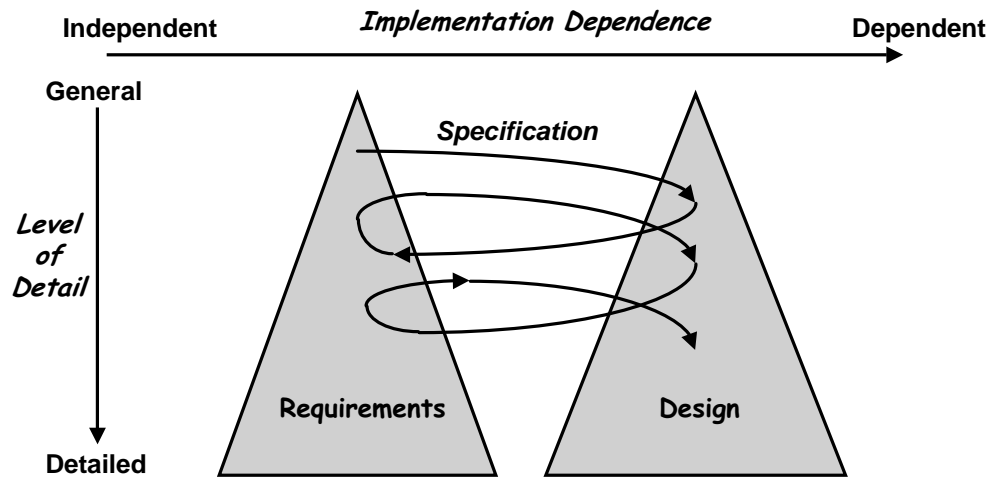 Independent
Implementation Dependence
Dependent
General
Specification
Level
of
Detail
Requirements
Design
Detailed